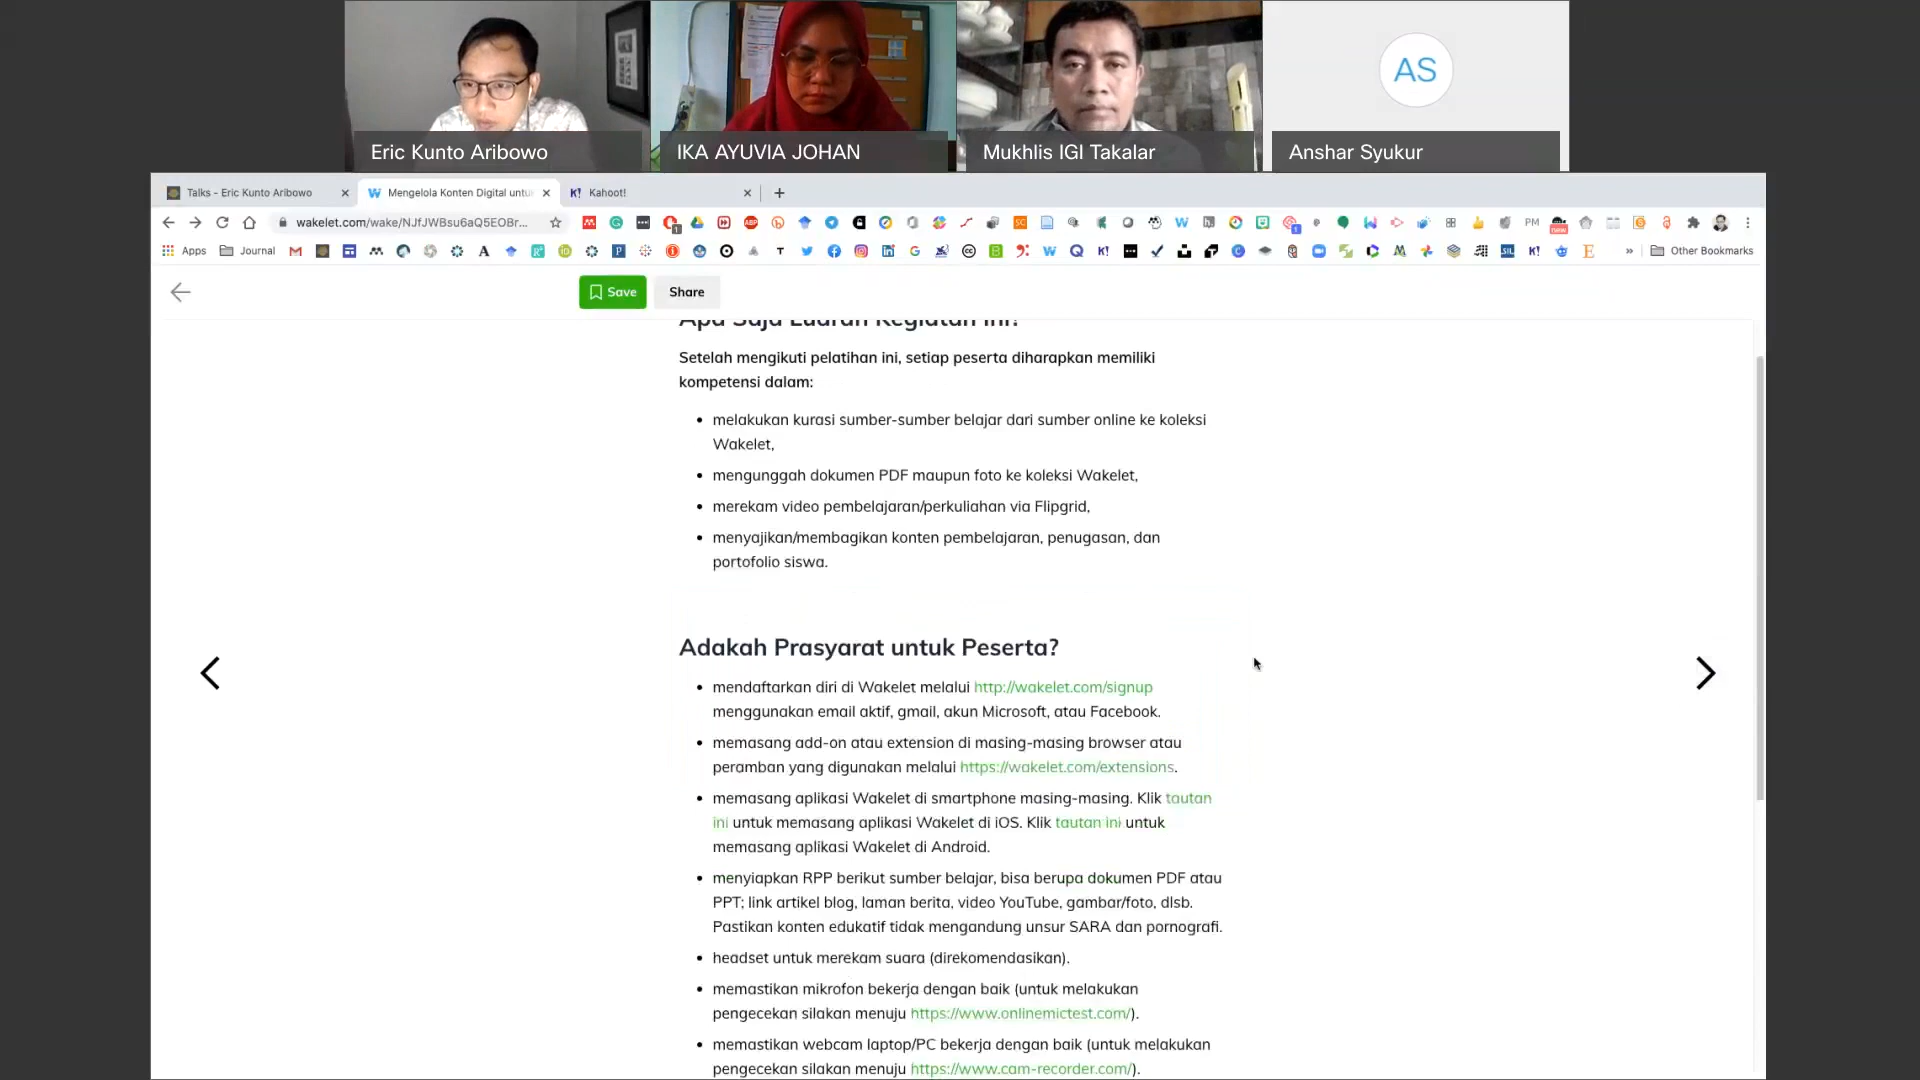 AS
Eric Kunto Aribowo
IKA AYUVIA JOHAN
Mukhlis IGI Takalar
Anshar Syukur
Talks - Eric Kunto Aribowo
Mengelola Konten Digital untu
Kahoot!
wakelet.com/wake/NJfJWBsu6aQ5EOBr...
PM
new
Apps
Journal
Other Bookmarks
Save
Share
Apa Saja Luaran Kegiatan Ini?
Setelah mengikuti pelatihan ini, setiap peserta diharapkan memiliki
kompetensi dalam:
• melakukan kurasi sumber-sumber belajar dari sumber online ke koleksi
Wakelet,
• mengunggah dokumen PDF maupun foto ke koleksi Wakelet,
• merekam video pembelajaran/perkuliahan via Flipgrid,
• menyajikan/membagikan konten pembelajaran, penugasan, dan
portofolio siswa.
Adakah Prasyarat untuk Peserta?
• mendaftarkan diri di Wakelet melalui http://wakelet.com/signup
menggunakan email aktif, gmail, akun Microsoft, atau Facebook.
• memasang add-on atau extension di masing-masing browser atau
peramban yang digunakan melalui https://wakelet.com/extensions.
• memasang aplikasi Wakelet di smartphone masing-masing. Klik tautan
ini untuk memasang aplikasi Wakelet di iOS. Klik tautan ini untuk
memasang aplikasi Wakelet di Android.
• menyiapkan RPP berikut sumber belajar, bisa berupa dokumen PDF atau
PPT; link artikel blog, laman berita, video YouTube, gambar/foto, dlsb.
Pastikan konten edukatif tidak mengandung unsur SARA dan pornografi.
• headset untuk merekam suara (direkomendasikan).
• memastikan mikrofon bekerja dengan baik (untuk melakukan
pengecekan silakan menuju https://www.onlinemictest.com/).
• memastikan webcam laptop/PC bekerja dengan baik (untuk melakukan
pengecekan silakan menuju https://www.cam-recorder.com/).